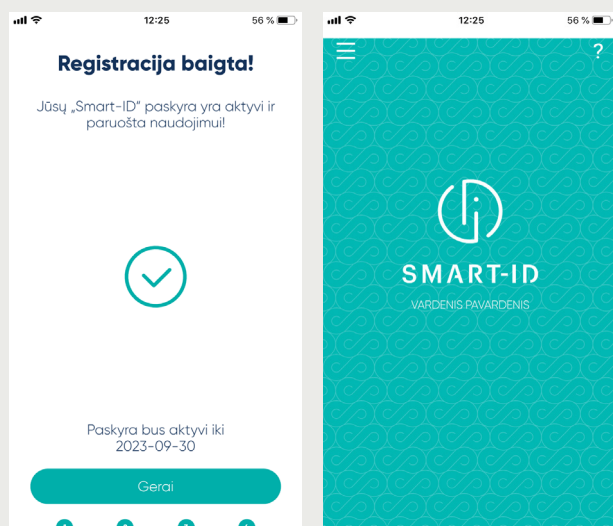 12:25
56 %
Registracija baigta!
Jūsų „Smart-ID“ paskyra yra aktyvi ir
paruošta naudojimui!
Paskyra bus aktyvi iki
2023-09-30
Gerai
12:25
56 %
?
SMART-ID
VARDENIS PAVARDENIS